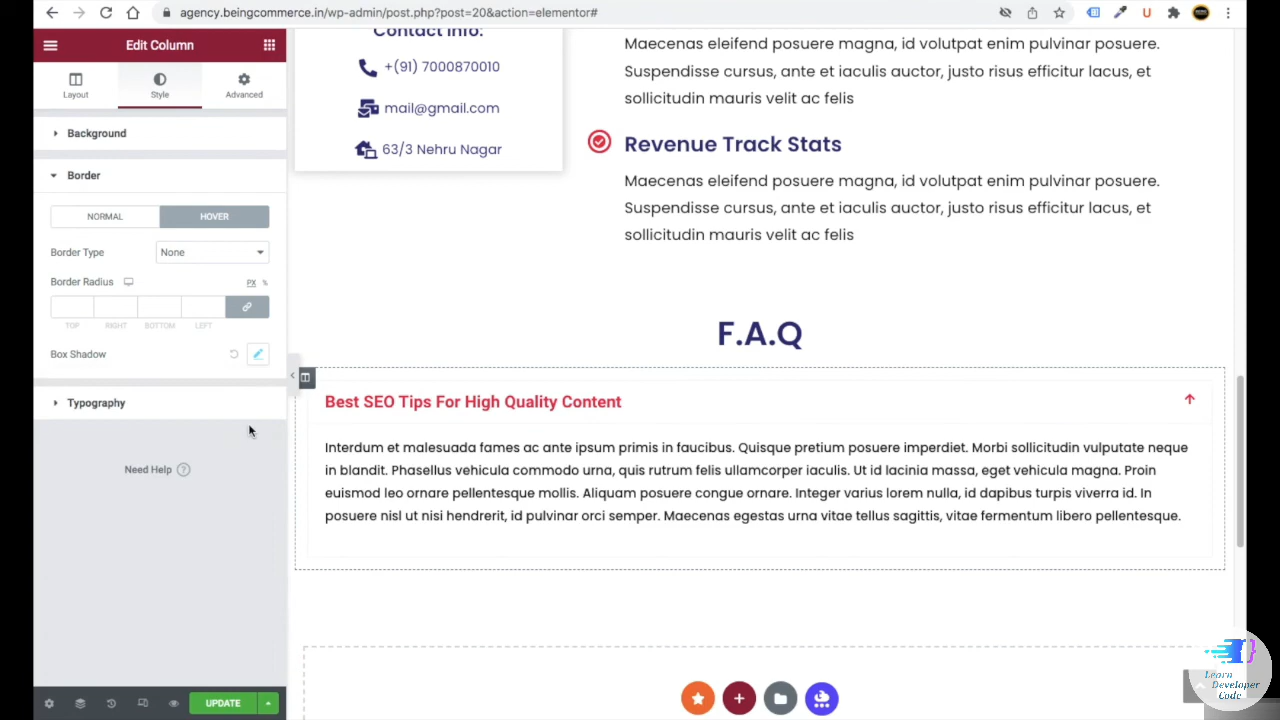 agency.beingcommerce.in/wp-admin/post.php?post=20&action=elementor#
Edit Column
Layout
Style
Advanced
Background
Border
NORMAL
HOVER
Border Type
None
Border Radius
PX
%
TOP
RIGHT
BOTTOM
LEFT
Box Shadow
Typography
Need Help
?
UPDATE
Contact info:
+(91) 7000870010
mail@gmail.com
63/3 Nehru Nagar
Maecenas eleifend posuere magna, id volutpat enim pulvinar posuere.
Suspendisse cursus, ante et iaculis auctor, justo risus efficitur lacus, et
sollicitudin mauris velit ac felis
Revenue Track Stats
Maecenas eleifend posuere magna, id volutpat enim pulvinar posuere.
Suspendisse cursus, ante et iaculis auctor, justo risus efficitur lacus, et
sollicitudin mauris velit ac felis
F.A.Q
Best SEO Tips For High Quality Content
Interdum et malesuada fames ac ante ipsum primis in faucibus. Quisque pretium posuere imperdiet. Morbi sollicitudin vulputate neque
in blandit. Phasellus vehicula commodo urna, quis rutrum felis ullamcorper iaculis. Ut id lacinia massa, eget vehicula magna. Proin
euismod leo ornare pellentesque mollis. Aliquam posuere congue ornare. Integer varius lorem nulla, id dapibus turpis viverra id. In
posuere nisl ut nisi hendrerit, id pulvinar orci semper. Maecenas egestas urna vitae tellus sagittis, vitae fermentum libero pellentesque.
Learn
Developer
Code